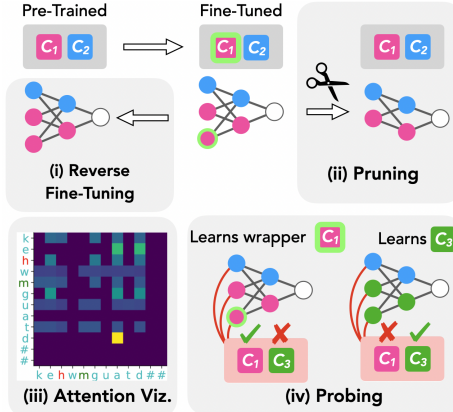 Pre-Trained
Fine-Tuned
C1 C2
C1 C2
C1 C2
(i) Reverse
Fine-Tuning
(ii) Pruning
k
e
h
w
m
g
u
a
t
d
#
#
k e h w m g u a t d # #
(iii) Attention Viz.
Learns wrapper C1
Learns C3
C1 C3
C1 C3
(iv) Probing